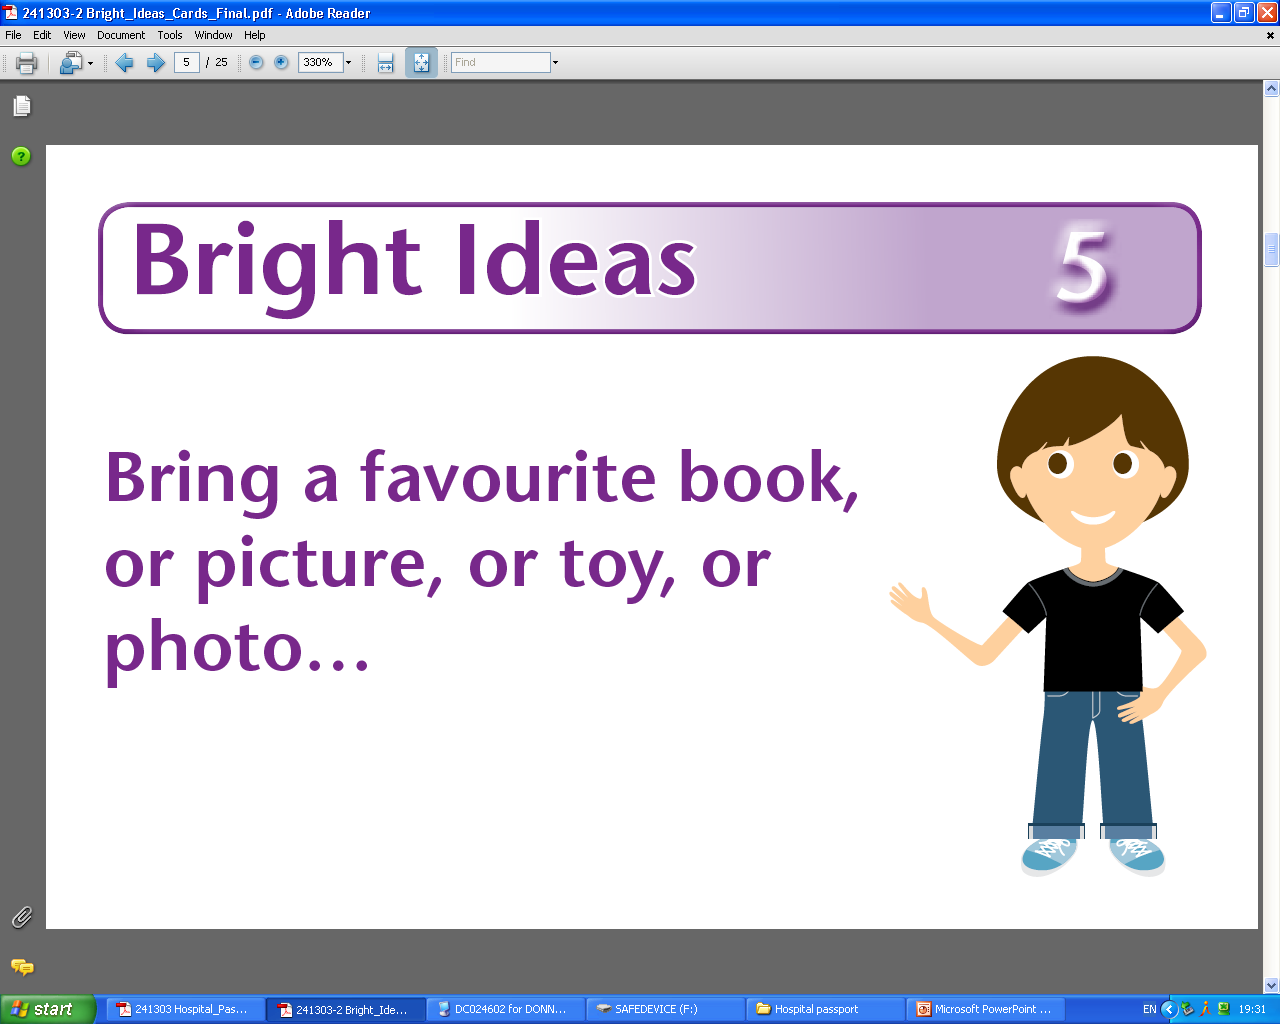 241303-2 Bright_Ideas_Cards_Final.pdf - Adobe Reader
File Edit View Document Tools Window Help
5 / 25 330% Find
Bright Ideas 5
Bring a favourite book,
or picture, or toy, or
photo...
start 241303 Hospital_Pas... 241303-2 Bright_Ide... DC024602 for DONN... SAFEDEVICE (F:) Hospital passport Microsoft PowerPoint ... EN 19:31